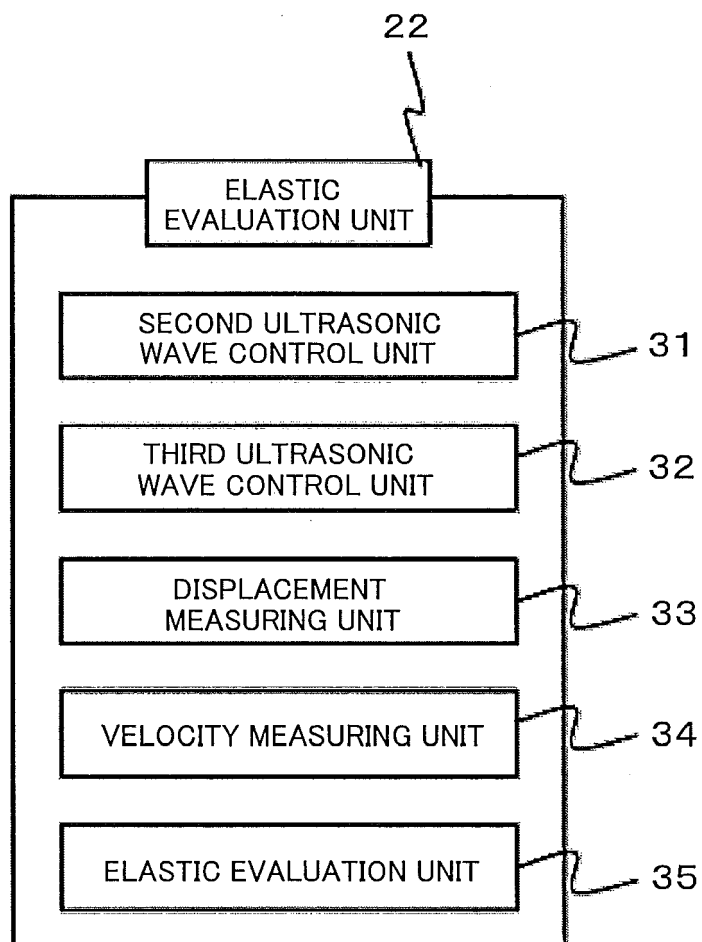 22
ELASTIC
EVALUATION UNIT
SECOND ULTRASONIC
WAVE CONTROL UNIT
31
THIRD ULTRASONIC
WAVE CONTROL UNIT
32
DISPLACEMENT
MEASURING UNIT
33
VELOCITY MEASURING UNIT
34
ELASTIC EVALUATION UNIT
35